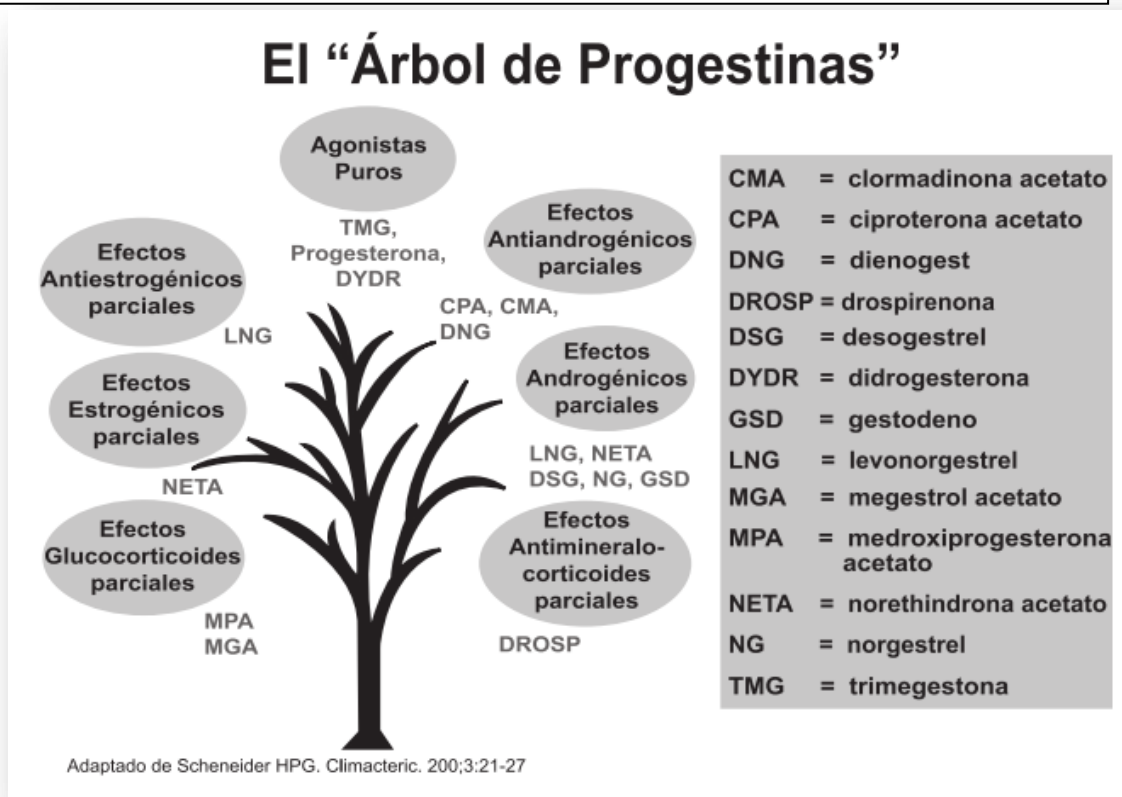 El “Árbol de Progestinas”
Agonistas
Puros
TMG,
Progesterona,
DYDR
Efectos
Antiestrogénicos
parciales
LNG
Efectos
Estrogénicos
parciales
NETA
Efectos
Glucocorticoides
parciales
MPA
MGA
Efectos
Antiandrogénicos
parciales
CPA, CMA,
DNG
Efectos
Androgénicos
parciales
LNG, NETA
DSG, NG, GSD
Efectos
Antimineralo-
corticoides
parciales
DROSP
CMA = clormadinona acetato
CPA = ciproterona acetato
DNG = dienogest
DROSP = drospirenona
DSG = desogestrel
DYDR = didrogesterona
GSD = gestodeno
LNG = levonorgestrel
MGA = megestrol acetato
MPA = medroxiprogesterona
acetato
NETA = norethindrona acetato
NG = norgestrel
TMG = trimegestona
Adaptado de Scheneider HPG. Climacteric. 200;3:21-27